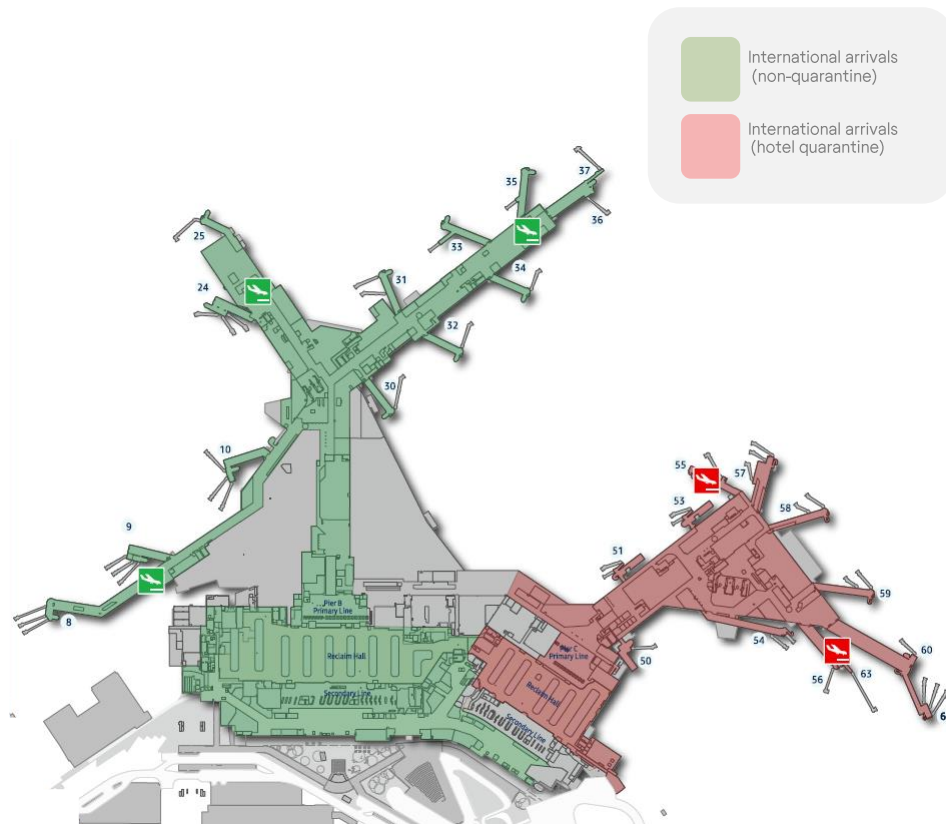 International arrivals
(non-quarantine)
International arrivals
(hotel quarantine)
35
37
36
25
33
34
31
24
32
30
10
55
57
53
9
58
51
59
8
Pier B
Primary Line
54
60
Pier C
Primary Line
50
Reclaim Hall
56
63
Reclaim Hall
Secondary Line
Secondary Line